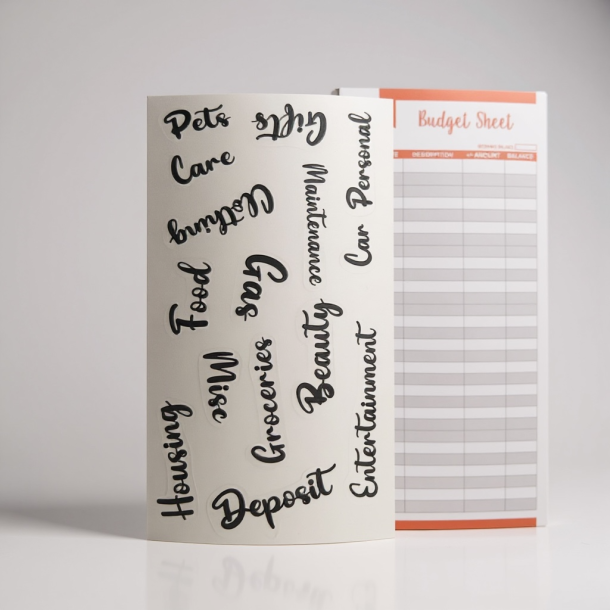 Pets
Gifts
Care
Car Personal
Maintenance
Clothing
Food
Gas
Beauty
Misc
Groceries
Entertainment
Housing
Deposit
Budget Sheet
DESCRIPTION
AMOUNT
BALANCE